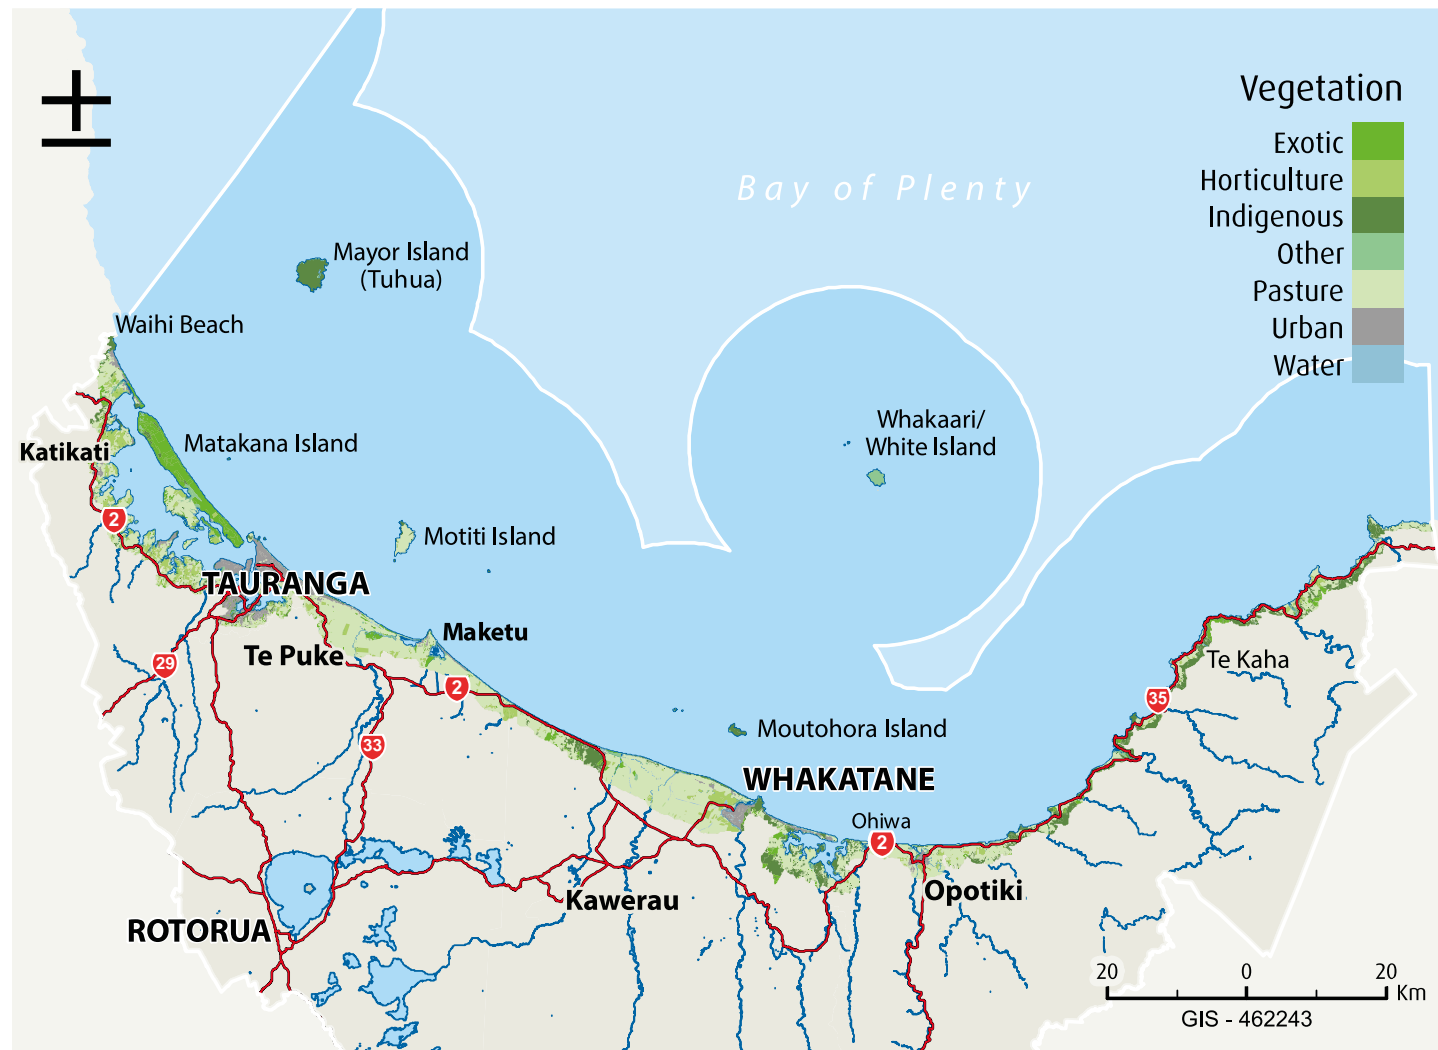 Vegetation
Exotic
Horticulture
Indigenous
Other
Pasture
Urban
Water
Bay of Plenty
Mayor Island
(Tuhua)
Waihi Beach
Whakaari/
White Island
Katikati
Matakana Island
2
Motiti Island
TAURANGA
Maketu
Te Puke
29
2
Te Kaha
35
33
Moutohora Island
WHAKATANE
Ohiwa
2
Kawerau
Opotiki
ROTORUA
20 0 20
Km
GIS - 462243